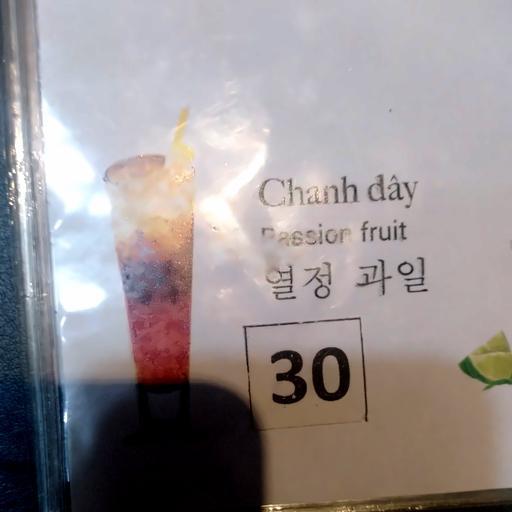 Chanh dây
Passion fruit
열정 과일
30